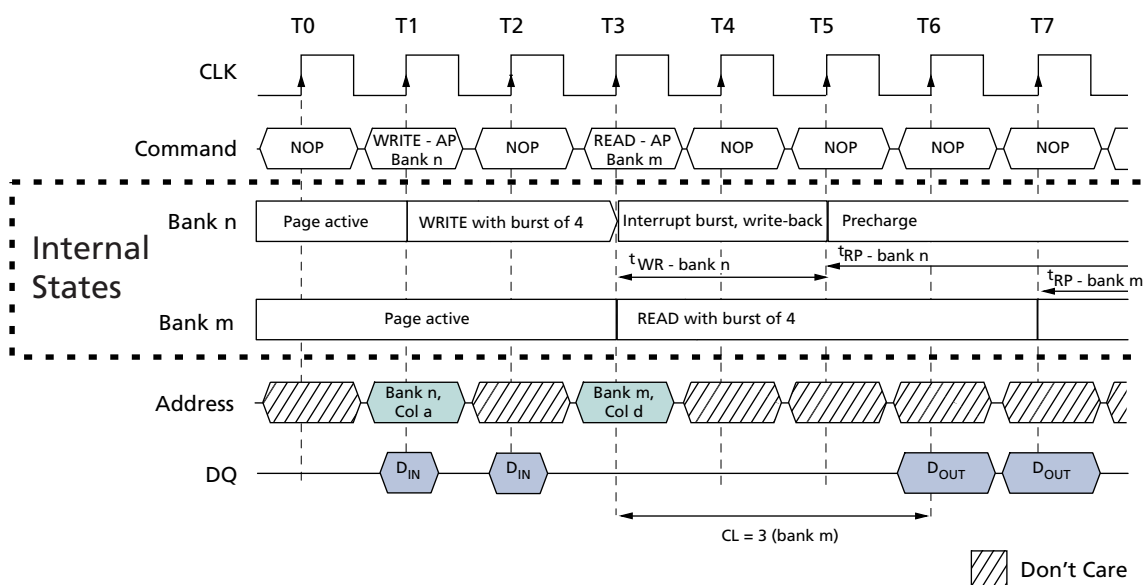 T0 T1 T2 T3 T4 T5 T6 T7
CLK
Command NOP WRITE - AP Bank n NOP READ - AP Bank m NOP NOP NOP NOP
Internal States
Bank n Page active WRITE with burst of 4 Interrupt burst, write-back Precharge
tWR - bank n tRP - bank n
tRP - bank m
Bank m Page active READ with burst of 4
Address Bank n, Col a Bank m, Col d
DQ DIN DIN DOUT DOUT
CL = 3 (bank m)
Don't Care